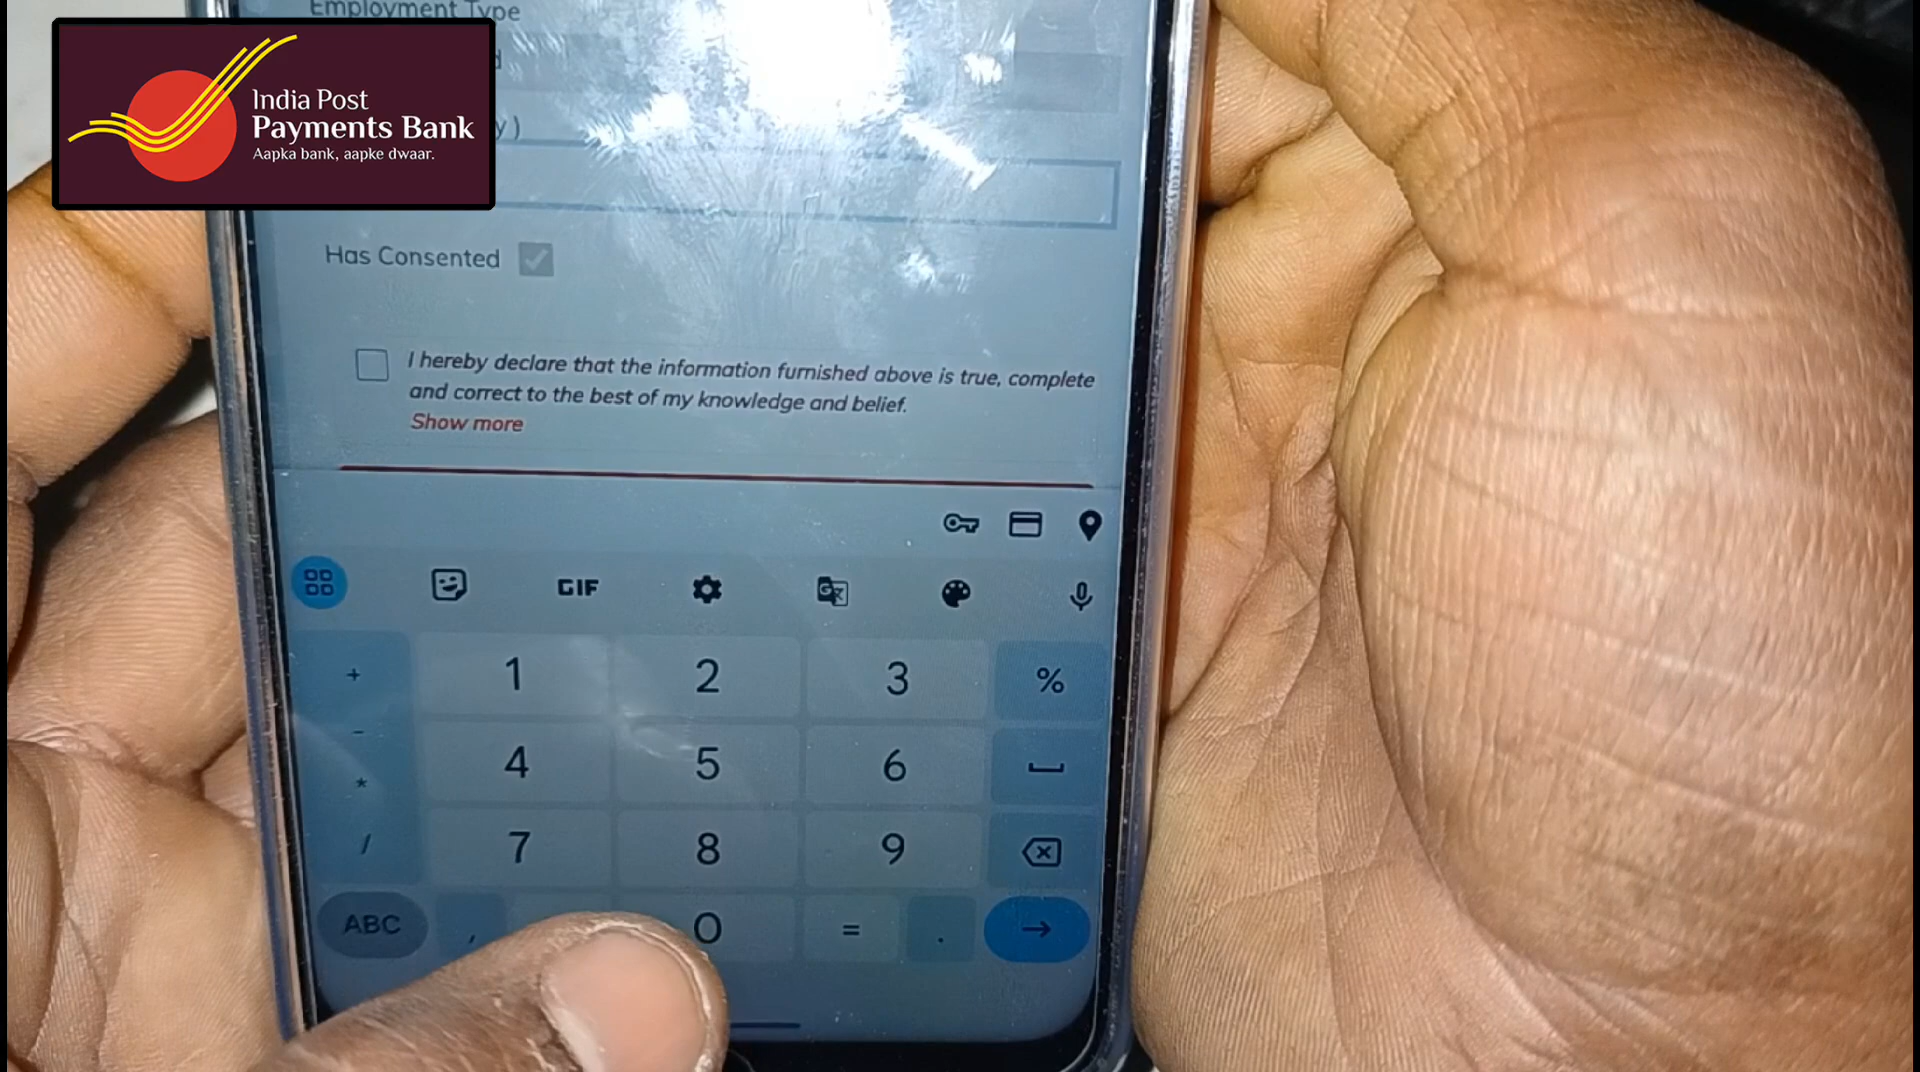 Employment Type
India Post
Payments Bank
Aapka bank, aapke dwaar.
Has Consented
I hereby declare that the information furnished above is true, complete
and correct to the best of my knowledge and belief.
Show more
GIF
+ 1 2 3 %
- 4 5 6
*
/ 7 8 9
ABC , 0 = . →